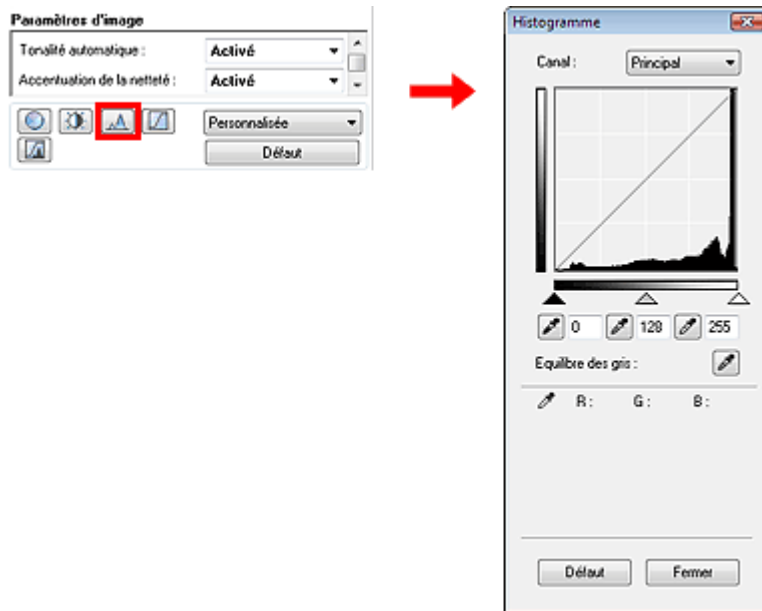 Paramètres d'image
Tonalité automatique : Activé
Accentuation de la netteté : Activé
Personnalisée
Défaut
Histogramme
Canal : Principal
0 128 255
Equilibre des gris :
R : G : B :
Défaut Fermer